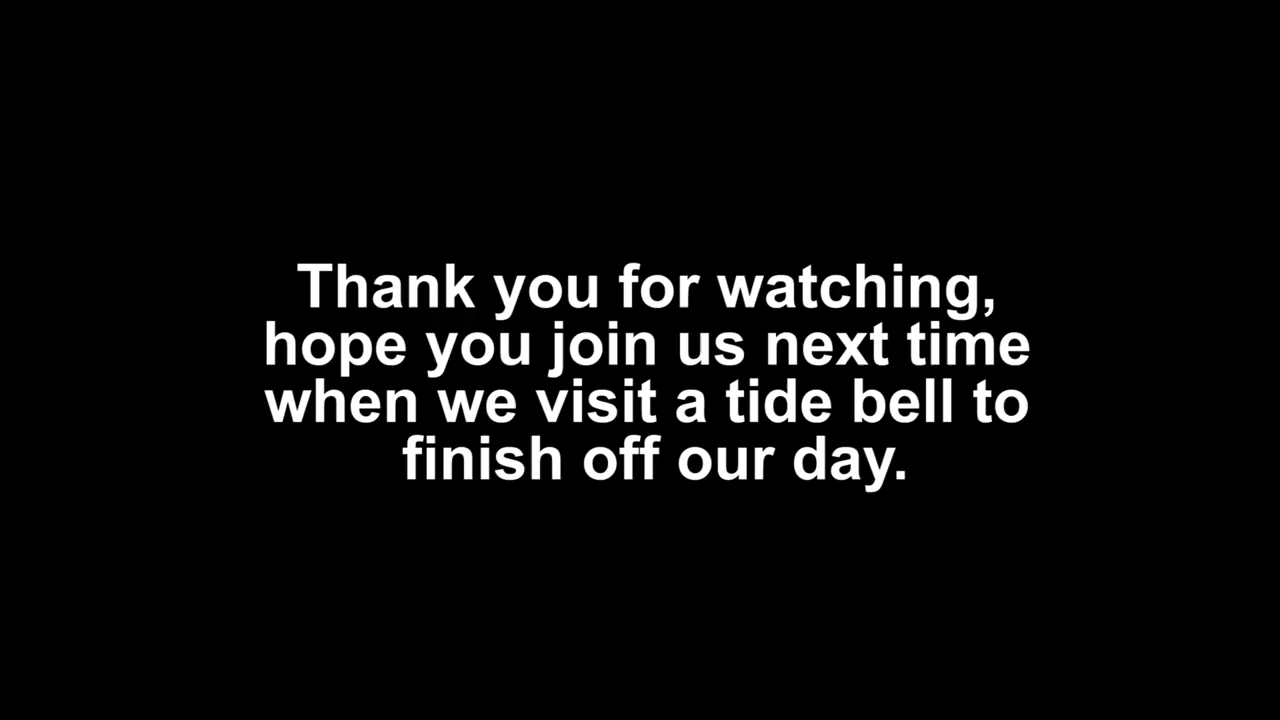 Thank you for watching,
hope you join us next time
when we visit a tide bell to
finish off our day.